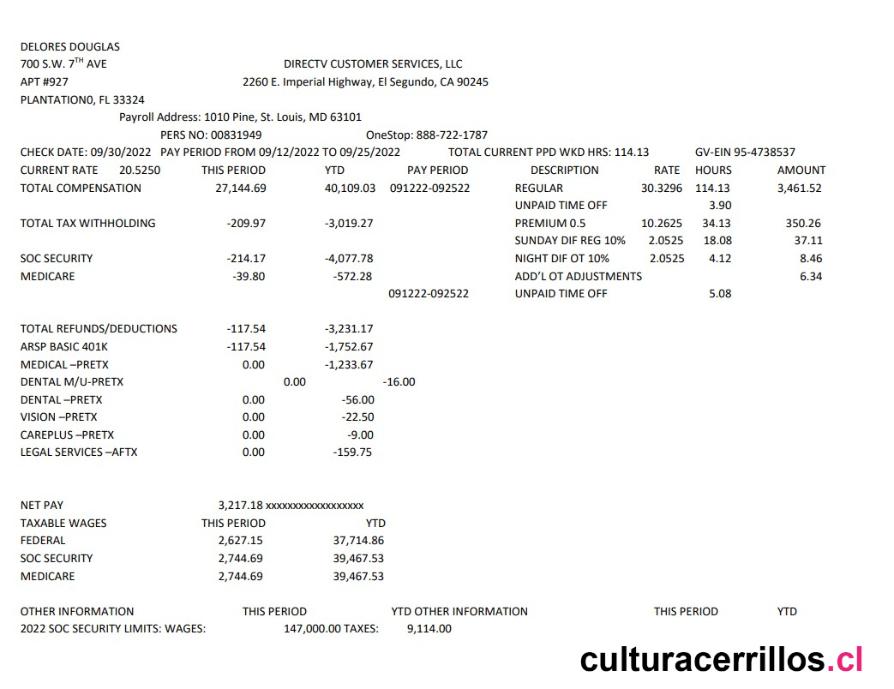 DELORES DOUGLAS
700 S.W. 7TH AVE DIRECTV CUSTOMER SERVICES, LLC
APT #927 2260 E. Imperial Highway, El Segundo, CA 90245
PLANTATION0, FL 33324
Payroll Address: 1010 Pine, St. Louis, MD 63101
PERS NO: 00831949 OneStop: 888-722-1787
CHECK DATE: 09/30/2022 PAY PERIOD FROM 09/12/2022 TO 09/25/2022 TOTAL CURRENT PPD WKD HRS: 114.13 GV-EIN 95-4738537
CURRENT RATE 20.5250 THIS PERIOD YTD PAY PERIOD DESCRIPTION RATE HOURS AMOUNT
TOTAL COMPENSATION 27,144.69 40,109.03 091222-092522 REGULAR 30.3296 114.13 3,461.52
UNPAID TIME OFF 3.90
TOTAL TAX WITHHOLDING -209.97 -3,019.27 PREMIUM 0.5 10.2625 34.13 350.26
SUNDAY DIF REG 10% 2.0525 18.08 37.11
SOC SECURITY -214.17 -4,077.78 NIGHT DIF OT 10% 2.0525 4.12 8.46
MEDICARE -39.80 -572.28 ADD'L OT ADJUSTMENTS 6.34
091222-092522 UNPAID TIME OFF 5.08
TOTAL REFUNDS/DEDUCTIONS -117.54 -3,231.17
ARSP BASIC 401K -117.54 -1,752.67
MEDICAL –PRETX 0.00 -1,233.67
DENTAL M/U-PRETX 0.00 -16.00
DENTAL –PRETX 0.00 -56.00
VISION –PRETX 0.00 -22.50
CAREPLUS –PRETX 0.00 -9.00
LEGAL SERVICES –AFTX 0.00 -159.75
NET PAY 3,217.18 xxxxxxxxxxxxxxxxxx
TAXABLE WAGES THIS PERIOD YTD
FEDERAL 2,627.15 37,714.86
SOC SECURITY 2,744.69 39,467.53
MEDICARE 2,744.69 39,467.53
OTHER INFORMATION THIS PERIOD YTD OTHER INFORMATION THIS PERIOD YTD
2022 SOC SECURITY LIMITS: WAGES: 147,000.00 TAXES: 9,114.00
culturacerrillos.cl